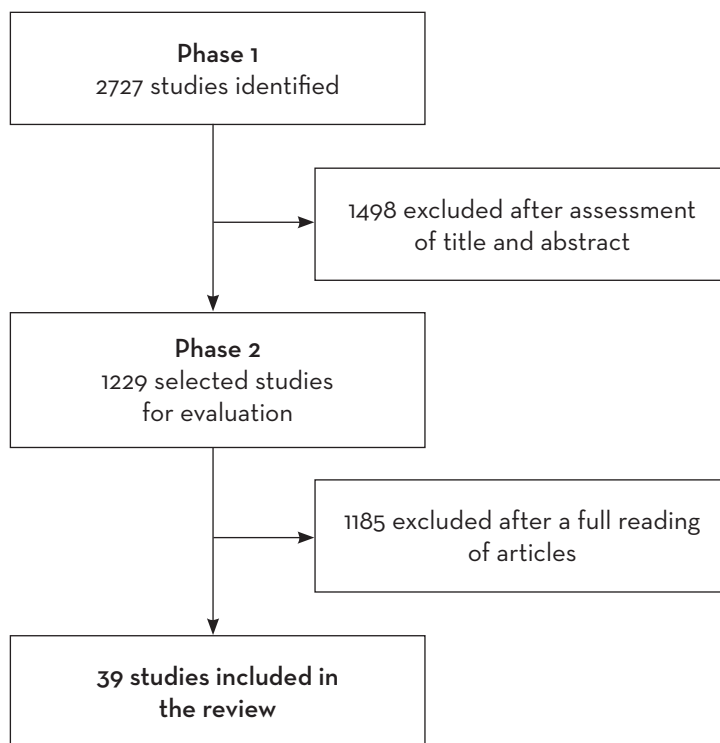 Phase 1
2727 studies identified
1498 excluded after assessment
of title and abstract
Phase 2
1229 selected studies
for evaluation
1185 excluded after a full reading
of articles
39 studies included in
the review